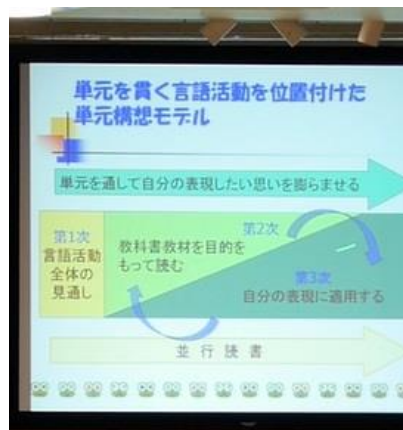 単元を貫く言語活動を位置付けた
単元構想モデル
単元を通して自分の表現したい思いを膨らませる
第1次
言語活動
全体の
見通し
教科書教材を目的を
もって読む
第2次
第3次
自分の表現に適用する
並行読書